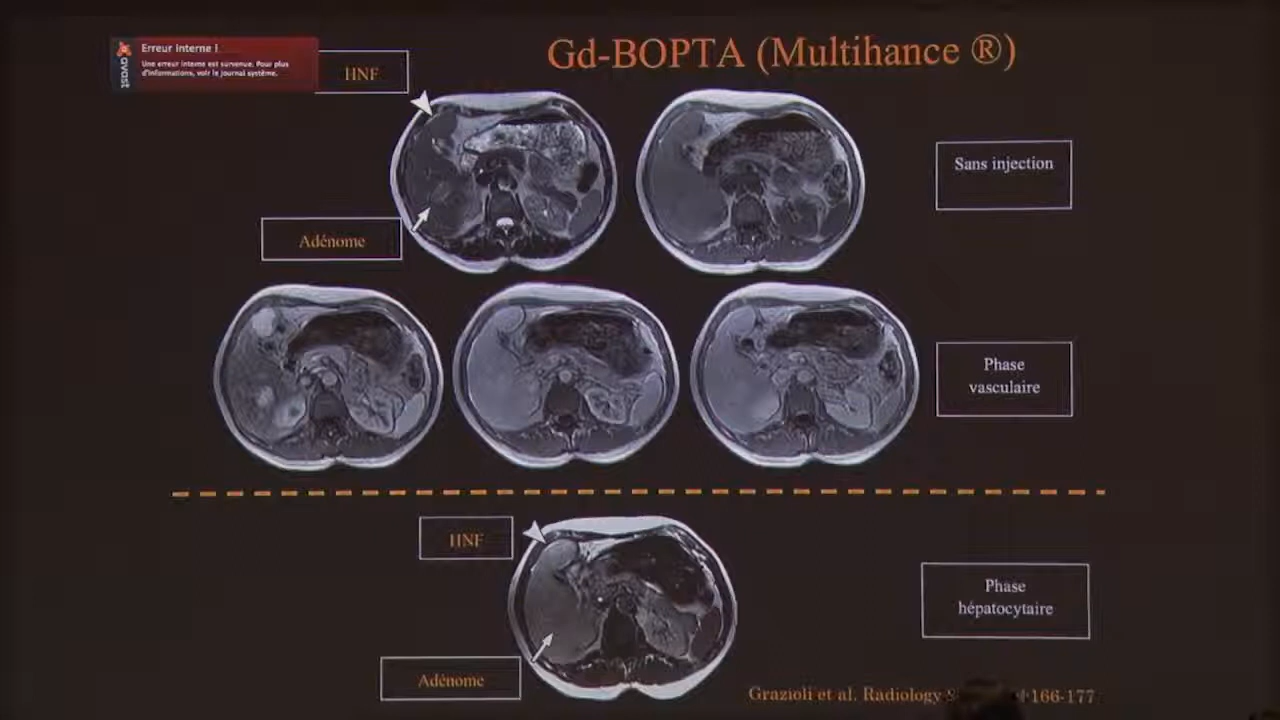 Gd-BOPTA (Multihance ®)
avast
Erreur interne !
Une erreur interne est survenue. Pour plus
d'informations, voir le journal système.
HNF
Sans injection
Adénome
Phase
vasculaire
HNF
Phase
hépatocytaire
Adénome
Grazioli et al. Radiology 166-177